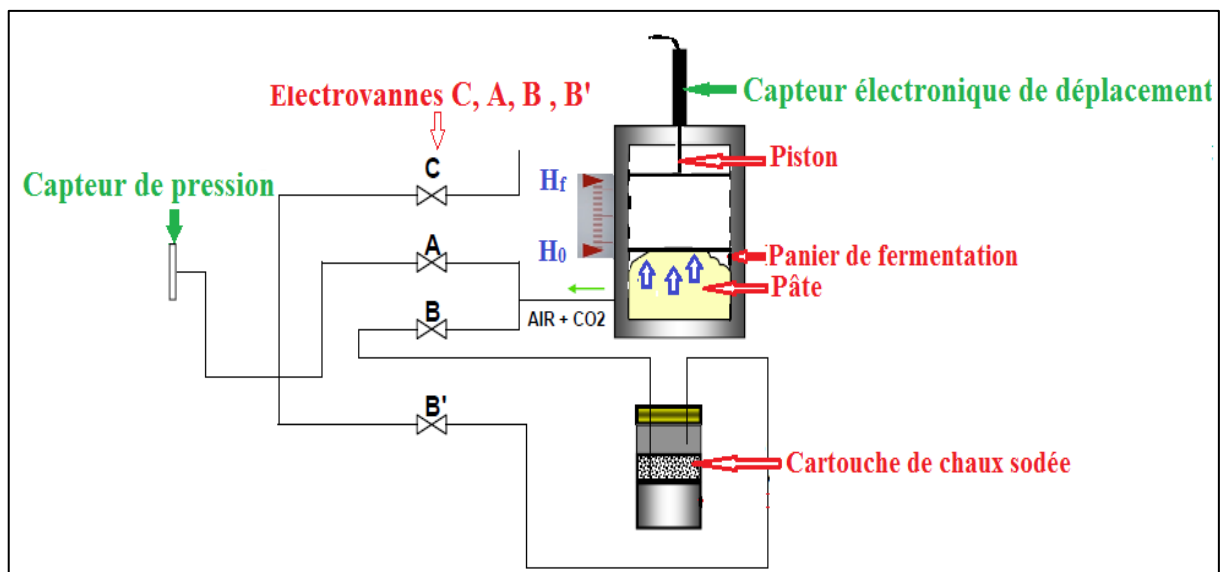 Capteur électronique de déplacement
Electrovannes C, A, B , B'
Piston
C
Capteur de pression
Hf
H0
A
Panier de fermentation
Pâte
B
AIR + CO2
B'
Cartouche de chaux sodée